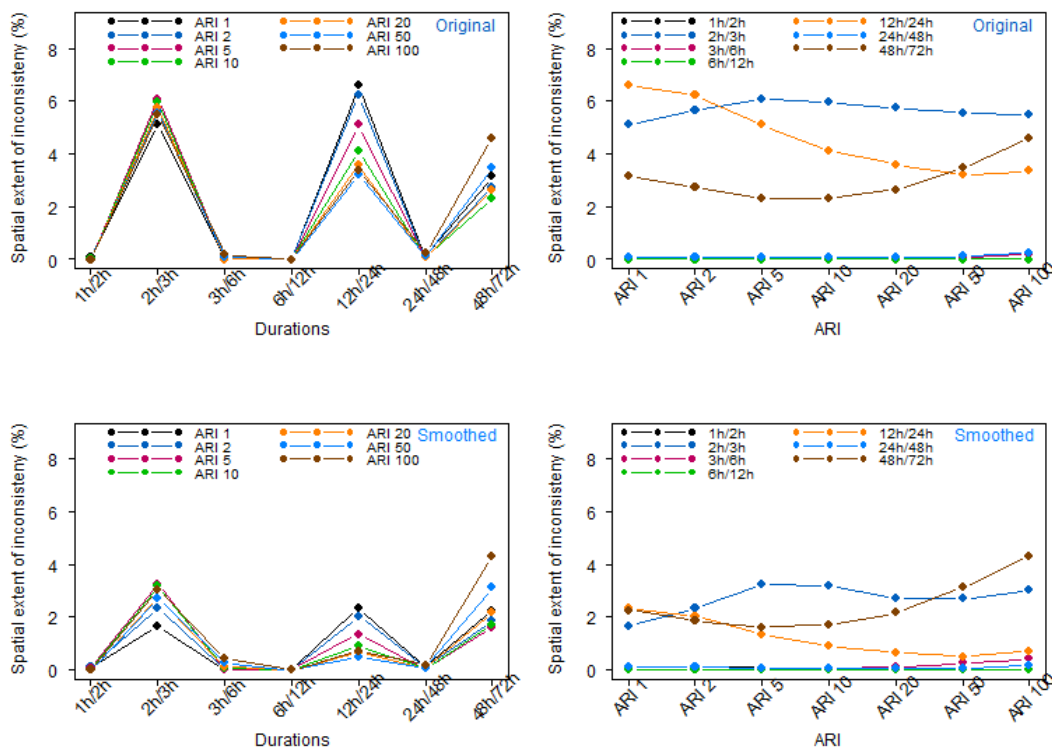 Spatial extent of inconsisteny (%)
8
6
4
2
0
ARI 1
ARI 2
ARI 5
ARI 10
ARI 20
ARI 50
ARI 100
Original
1h/2h
2h/3h
3h/6h
6h/12h
12h/24h
24h/48h
48h/72h
Durations
Spatial extent of inconsisteny (%)
8
6
4
2
0
1h/2h
2h/3h
3h/6h
6h/12h
12h/24h
24h/48h
48h/72h
Original
ARI 1
ARI 2
ARI 5
ARI 10
ARI 20
ARI 50
ARI 100
ARI
Spatial extent of inconsisteny (%)
8
6
4
2
0
ARI 1
ARI 2
ARI 5
ARI 10
ARI 20
ARI 50
ARI 100
Smoothed
1h/2h
2h/3h
3h/6h
6h/12h
12h/24h
24h/48h
48h/72h
Durations
Spatial extent of inconsisteny (%)
8
6
4
2
0
1h/2h
2h/3h
3h/6h
6h/12h
12h/24h
24h/48h
48h/72h
Smoothed
ARI 1
ARI 2
ARI 5
ARI 10
ARI 20
ARI 50
ARI 100
ARI